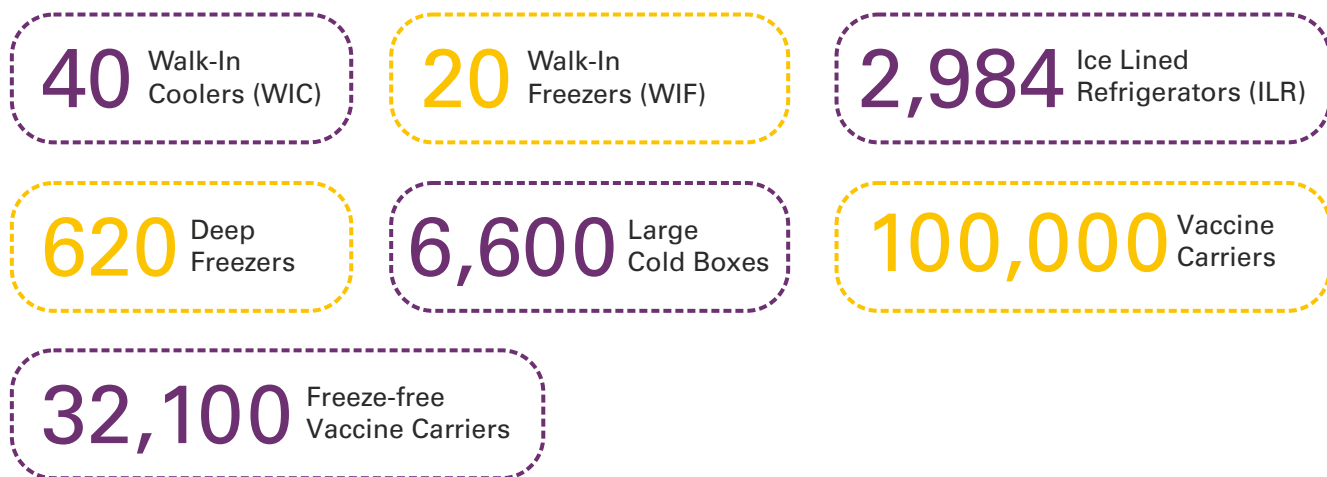 40 Walk-In
Coolers (WIC)
20 Walk-In
Freezers (WIF)
2,984 Ice Lined
Refrigerators (ILR)
620 Deep
Freezers
6,600 Large
Cold Boxes
100,000 Vaccine
Carriers
32,100 Freeze-free
Vaccine Carriers